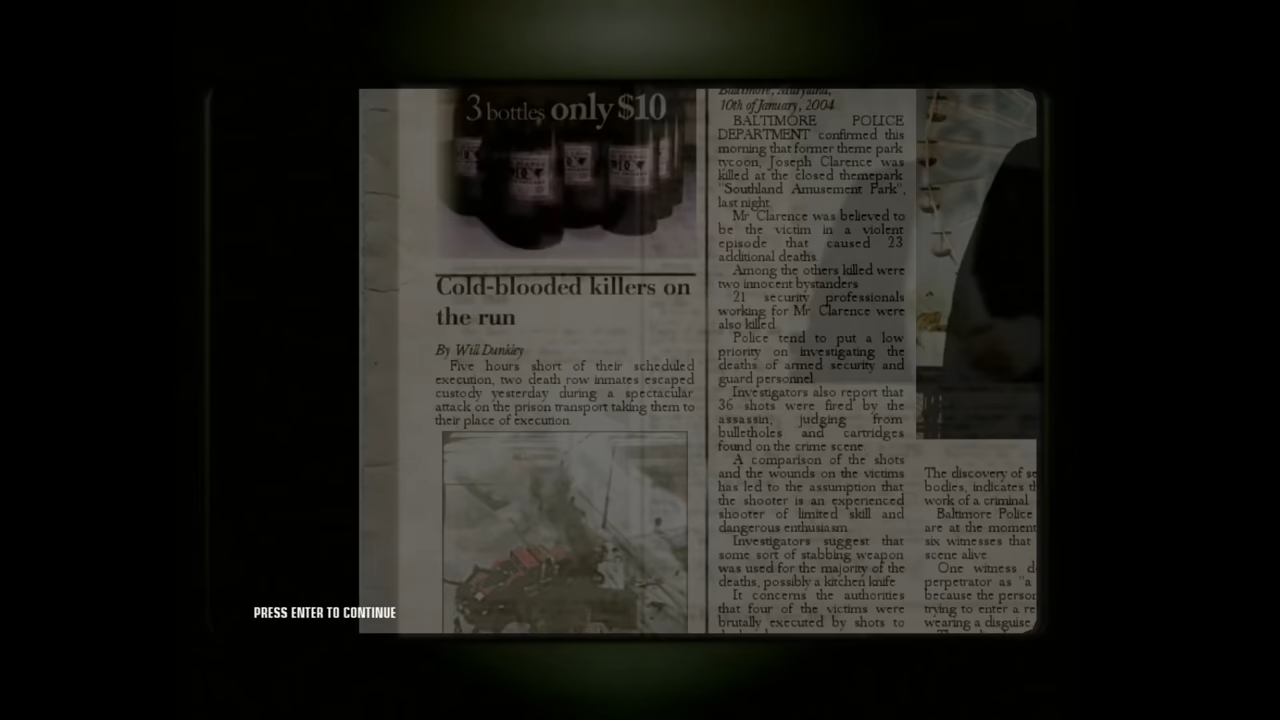 3 bottles only $10
Cold-blooded killers on
the run
By Will Dankiey
Five hours short of their scheduled
execution, two death row inmates escaped
custody yesterday during a spectacular
attack on the prison transport taking them to
their place of execution.
Baltimore, Maryland,
10th of January, 2004
BALTIMORE POLICE
DEPARTMENT confirmed this
morning that former theme park
tycoon, Joseph Clarence was
killed at the closed themepark
"Southland Amusement Park",
last night.
Mr Clarence was believed to
be the victim in a violent
episode that caused 23
additional deaths.
Among the others killed were
two innocent bystanders
21 security professionals
working for Mr Clarence were
also killed.
Police tend to put a low
priority on investigating the
deaths of armed security and
guard personnel.
Investigators also report that
36 shots were fired by the
assassin, judging from
bulletholes and cartridges
found on the crime scene.
A comparison of the shots
and the wounds on the victims
has led to the assumption that
the shooter is an experienced
shooter of limited skill and
dangerous enthusiasm.
Investigators suggest that
some sort of stabbing weapon
was used for the majority of the
deaths, possibly a kitchen knife
It concerns the authorities
that four of the victims were
brutally executed by shots to
The discovery of se
bodies, indicates th
work of a criminal
Baltimore Police
are at the moment
six witnesses that
scene alive.
One witness d
perpetrator as "a
because the person
trying to enter a re
wearing a disguise
PRESS ENTER TO CONTINUE